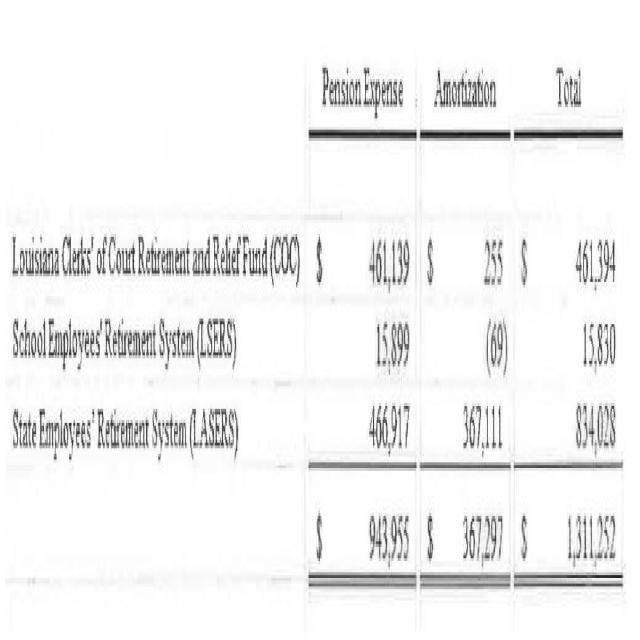 Pension Expense Amortization Total
Louisiana Clerks' of Court Retirement and Relief Fund (COC) $ 461,139 $ 255 $ 461,394
School Employees' Retirement System (LSERS) 15,899 (69) 15,830
State Employees' Retirement System (LASERS) 466,917 367,111 834,028
$ 943,955 $ 367,297 $ 1,311,252